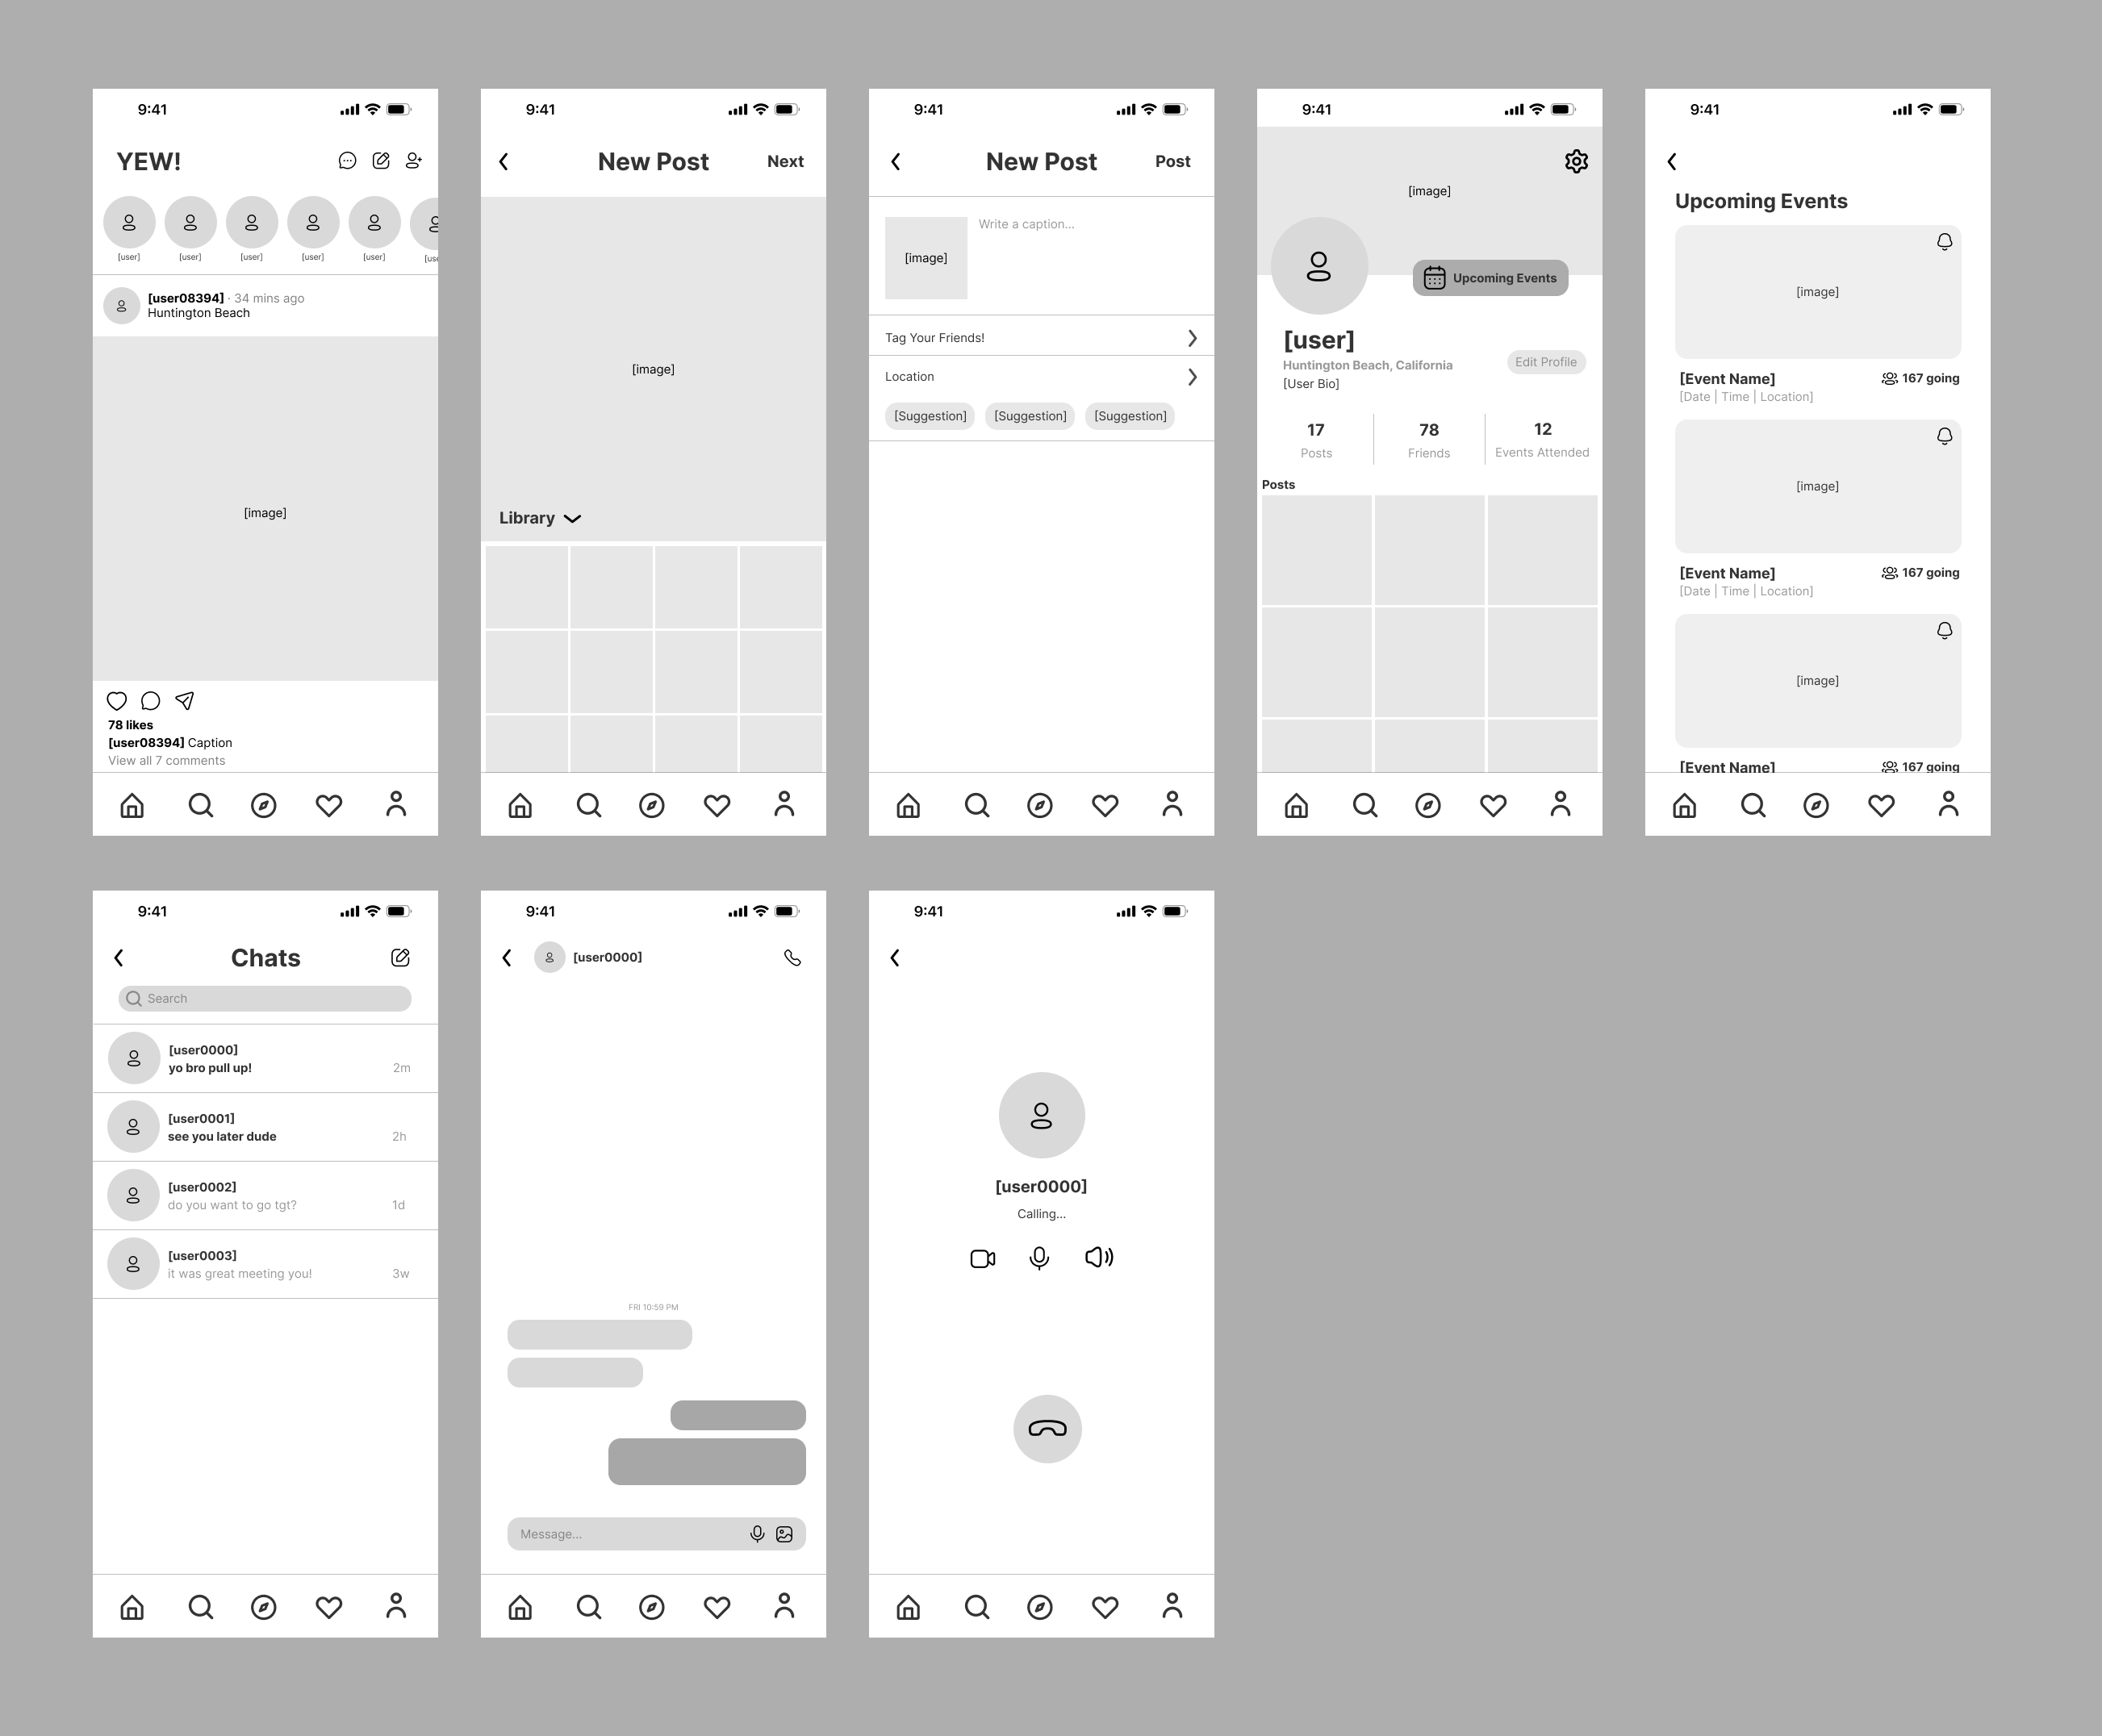 9:41
YEW!
[user]
[user]
[user]
[user]
[user]
[use
[user08394] · 34 mins ago
Huntington Beach
[image]
78 likes
[user08394] Caption
View all 7 comments
9:41
New Post
Next
[image]
Library
9:41
New Post
Post
[image]
Write a caption...
Tag Your Friends!
Location
[Suggestion]
[Suggestion]
[Suggestion]
9:41
[image]
Upcoming Events
[user]
Huntington Beach, California
Edit Profile
[User Bio]
17
78
12
Posts
Friends
Events Attended
Posts
9:41
Upcoming Events
[image]
[Event Name]
167 going
[Date | Time | Location]
[image]
[Event Name]
167 going
[Date | Time | Location]
[image]
[Event Name]
167 going
9:41
Chats
Search
[user0000]
yo bro pull up!
2m
[user0001]
see you later dude
2h
[user0002]
do you want to go tgt?
1d
[user0003]
it was great meeting you!
3w
9:41
[user0000]
FRI 10:59 PM
Message...
9:41
[user0000]
Calling...